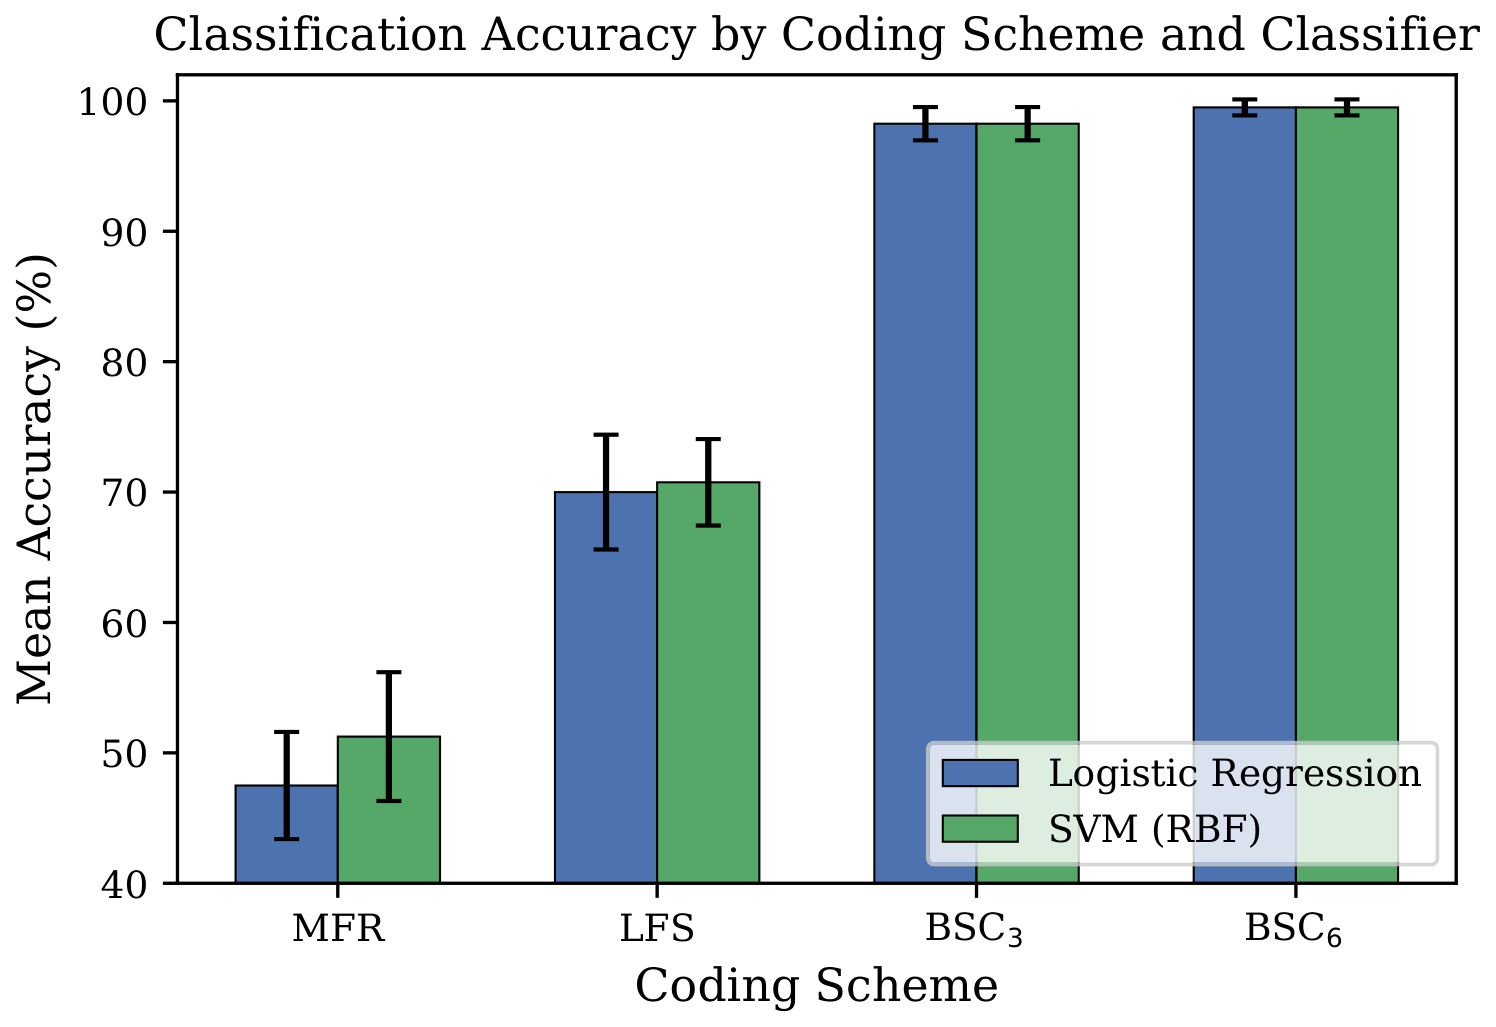 Classification Accuracy by Coding Scheme and Classifier
Mean Accuracy (%)
100
90
80
70
60
50
40
Logistic Regression
SVM (RBF)
MFR
LFS
BSC₃
BSC₆
Coding Scheme